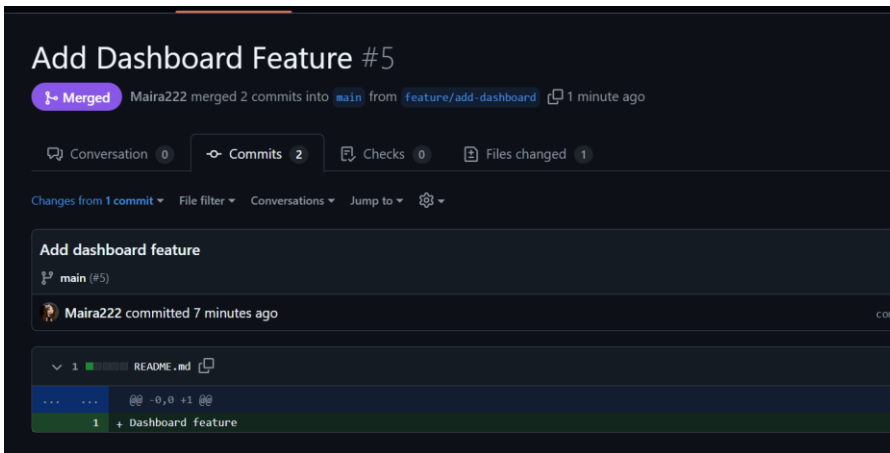 Add Dashboard Feature #5
Merged Maira222 merged 2 commits into main from feature/add-dashboard 1 minute ago
Conversation 0 Commits 2 Checks 0 Files changed 1
Changes from 1 commit File filter Conversations Jump to
Add dashboard feature
main (#5)
Maira222 committed 7 minutes ago
1 README.md
... ... @@ -0,0 +1 @@
1 + Dashboard feature